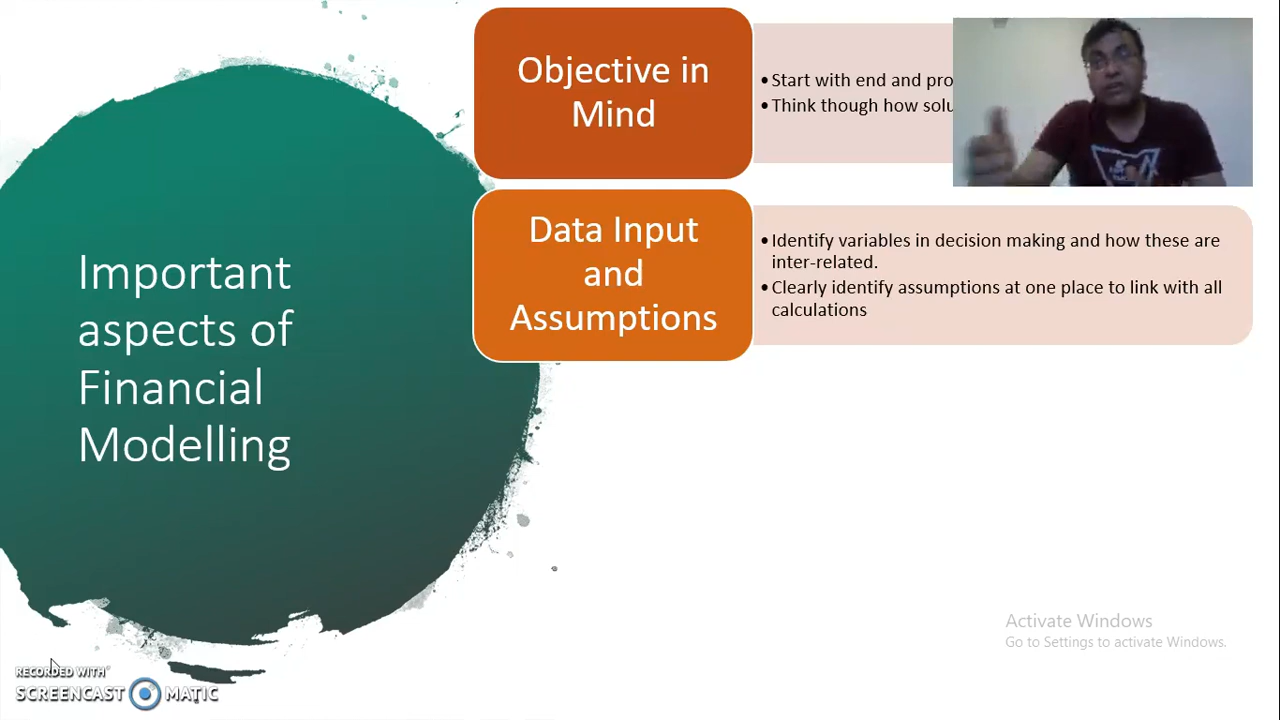 Important
aspects of
Financial
Modelling
Objective in
Mind
• Start with end and
• Think though how
Data Input
and
Assumptions
• Identify variables in decision making and how these are
inter-related.
• Clearly identify assumptions at one place to link with all
calculations
Activate Windows
Go to Settings to activate Windows.
RECORDED WITH
SCREENCAST MATIC